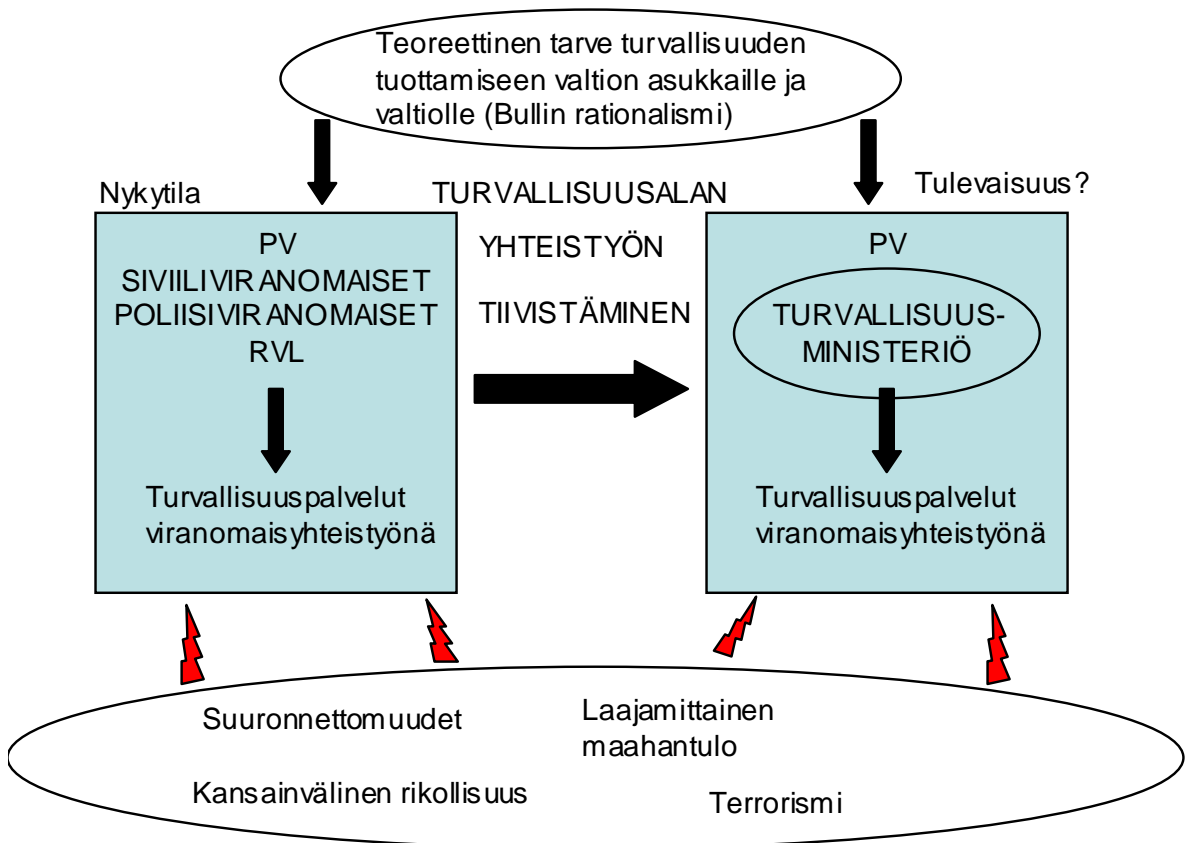 Teoreettinen tarve turvallisuuden
tuottamiseen valtion asukkaille ja
valtiolle (Bullin rationalismi)
Nykytila
TURVALLISUUSALAN
YHTEISTYÖN
TIIVISTÄMINEN
Tulevaisuus?
PV
SIVIILIVIRANOMAISET
POLIISIVIRANOMAISET
RVL
Turvallisuuspalvelut
viranomaisyhteistyönä
PV
TURVALLISUUS-
MINISTERIÖ
Turvallisuuspalvelut
viranomaisyhteistyönä
Suuronnettomuudet
Laajamittainen
maahantulo
Kansainvälinen rikollisuus
Terrorismi